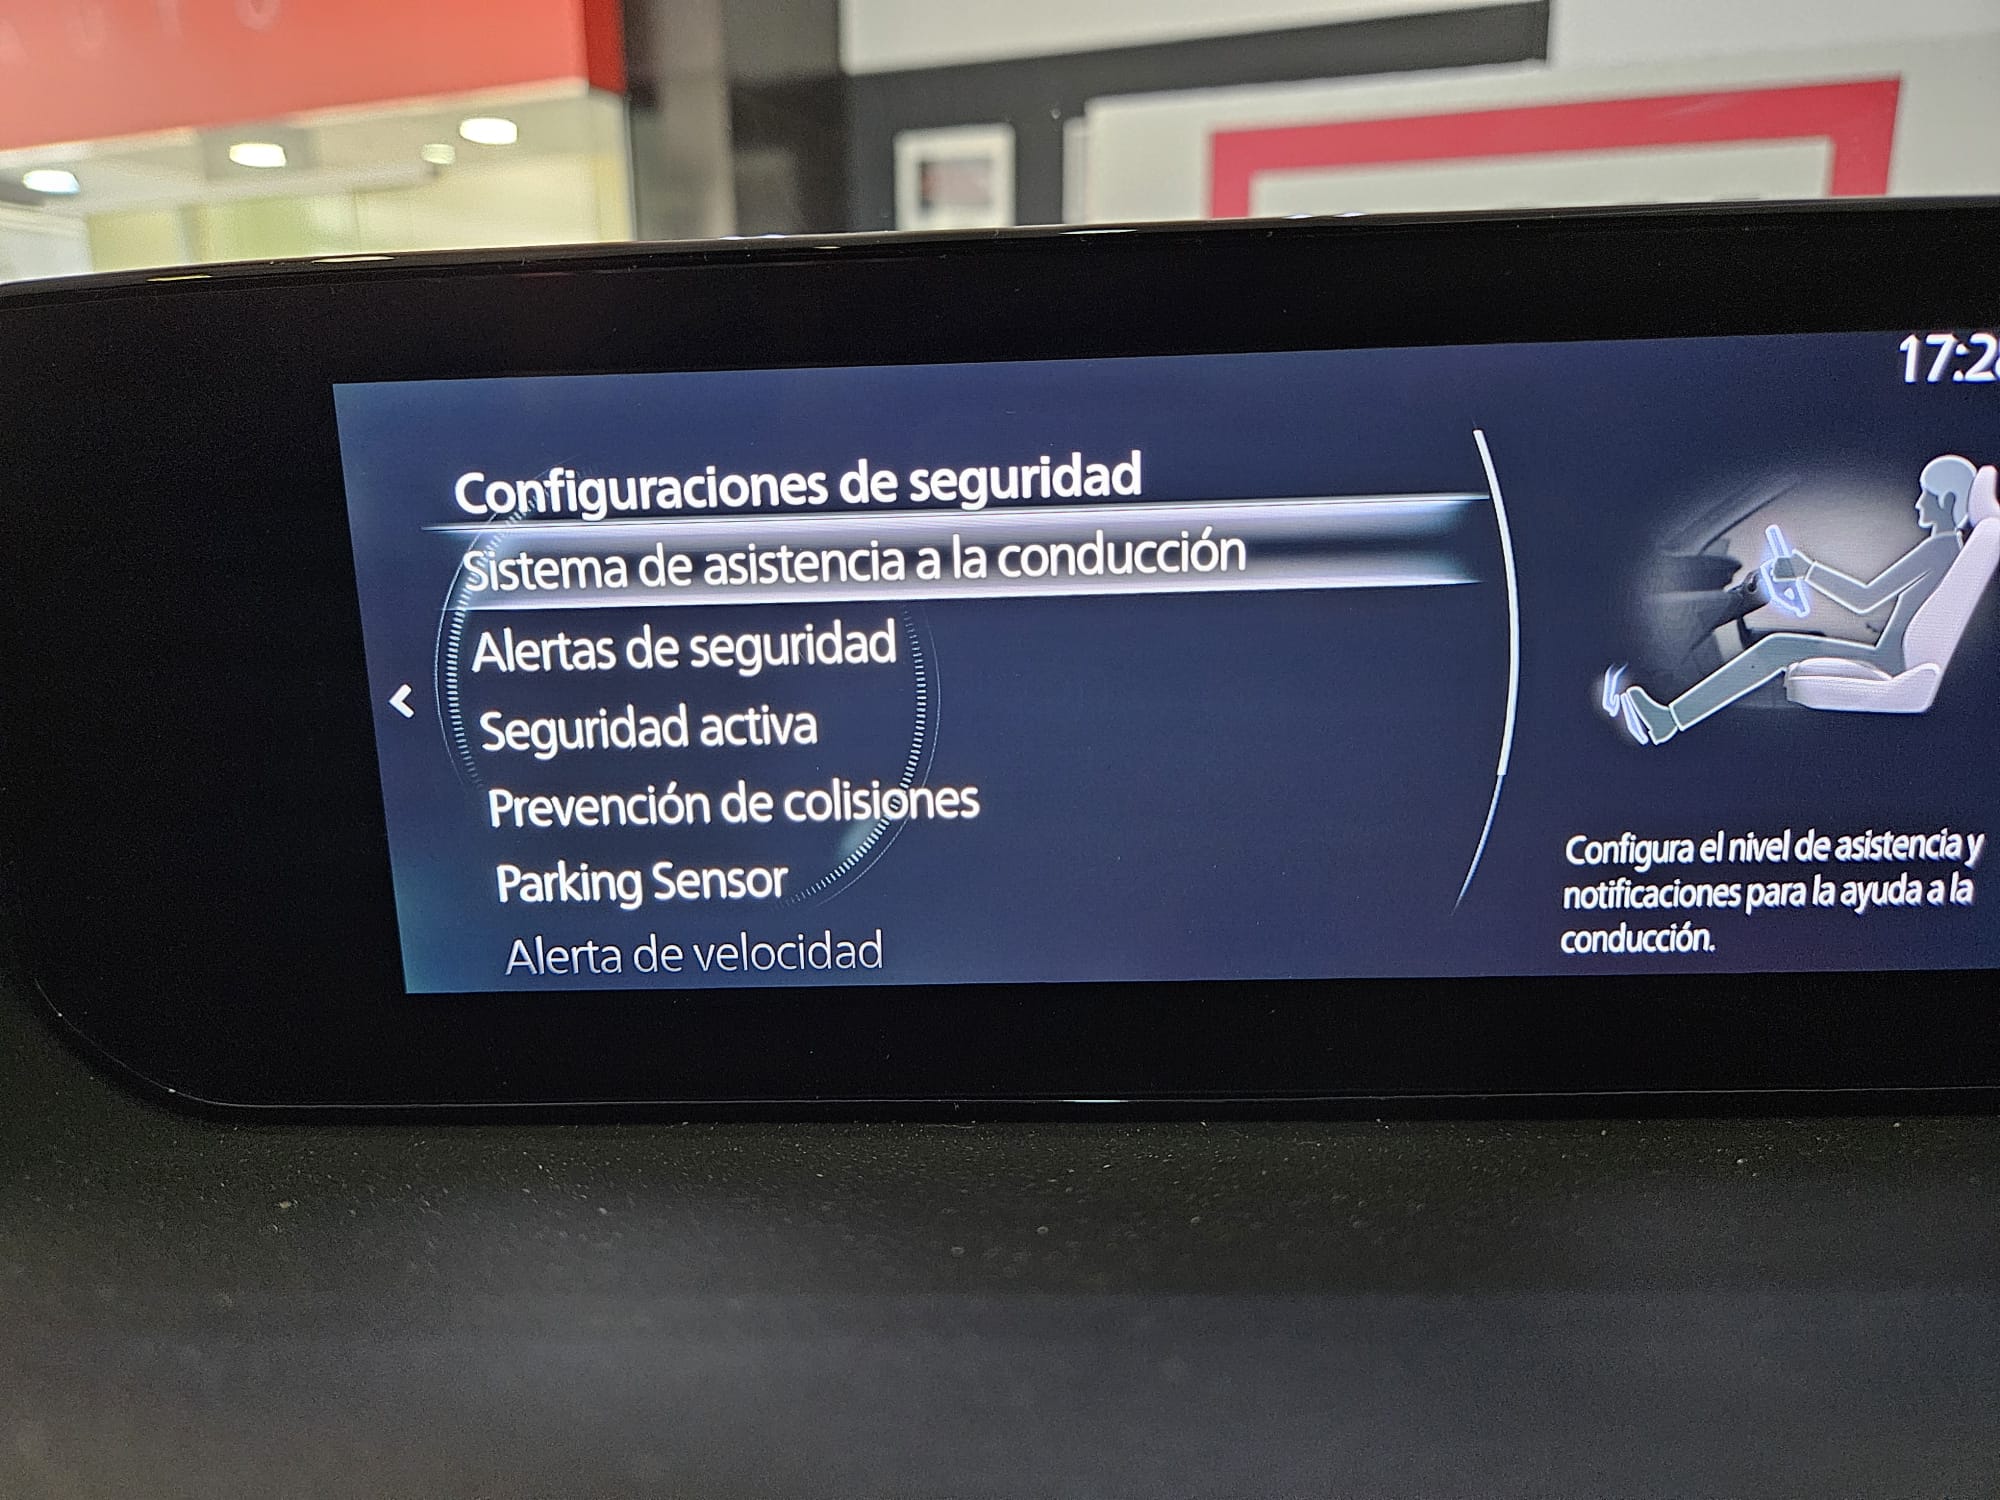 17:2
Configuraciones de seguridad
Sistema de asistencia a la conducción
Alertas de seguridad
Seguridad activa
Prevención de colisiones
Parking Sensor
Alerta de velocidad
Configura el nivel de asistencia y
notificaciones para la ayuda a la
conducción.